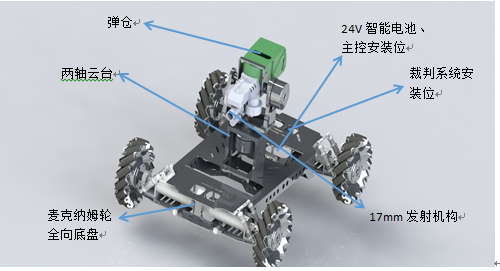 弹仓
24V 智能电池、
主控安装位
两轴云台
裁判系统安
装位
麦克纳姆轮
全向底盘
17mm 发射机构